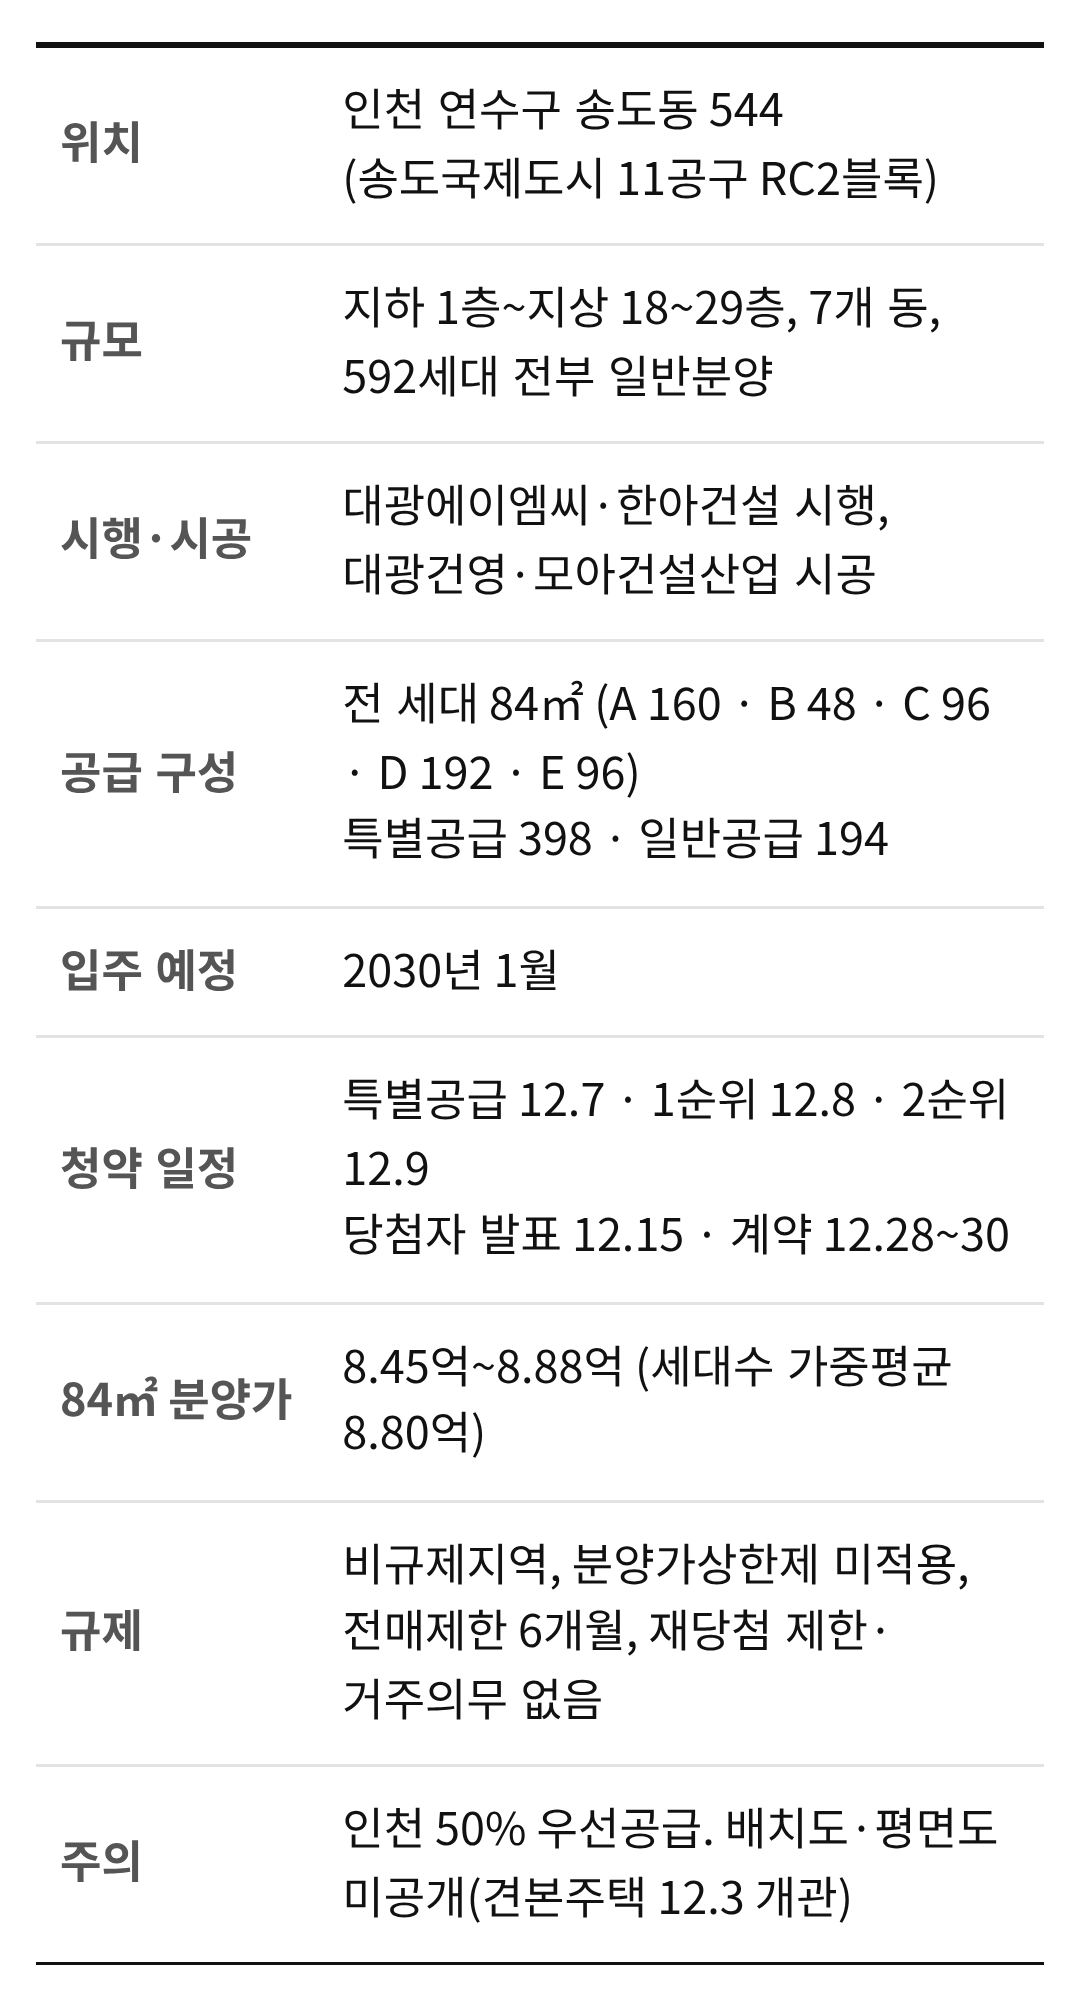 위치
인천 연수구 송도동 544
(송도국제도시 11공구 RC2블록)
규모
지하 1층~지상 18~29층, 7개 동,
592세대 전부 일반분양
시행·시공
대광에이엠씨·한아건설 시행,
대광건영·모아건설산업 시공
공급 구성
전 세대 84㎡ (A 160 · B 48 · C 96
· D 192 · E 96)
특별공급 398 · 일반공급 194
입주 예정
2030년 1월
청약 일정
특별공급 12.7 · 1순위 12.8 · 2순위
12.9
당첨자 발표 12.15 · 계약 12.28~30
84㎡ 분양가
8.45억~8.88억 (세대수 가중평균
8.80억)
규제
비규제지역, 분양가상한제 미적용,
전매제한 6개월, 재당첨 제한·
거주의무 없음
주의
인천 50% 우선공급. 배치도·평면도
미공개(견본주택 12.3 개관)